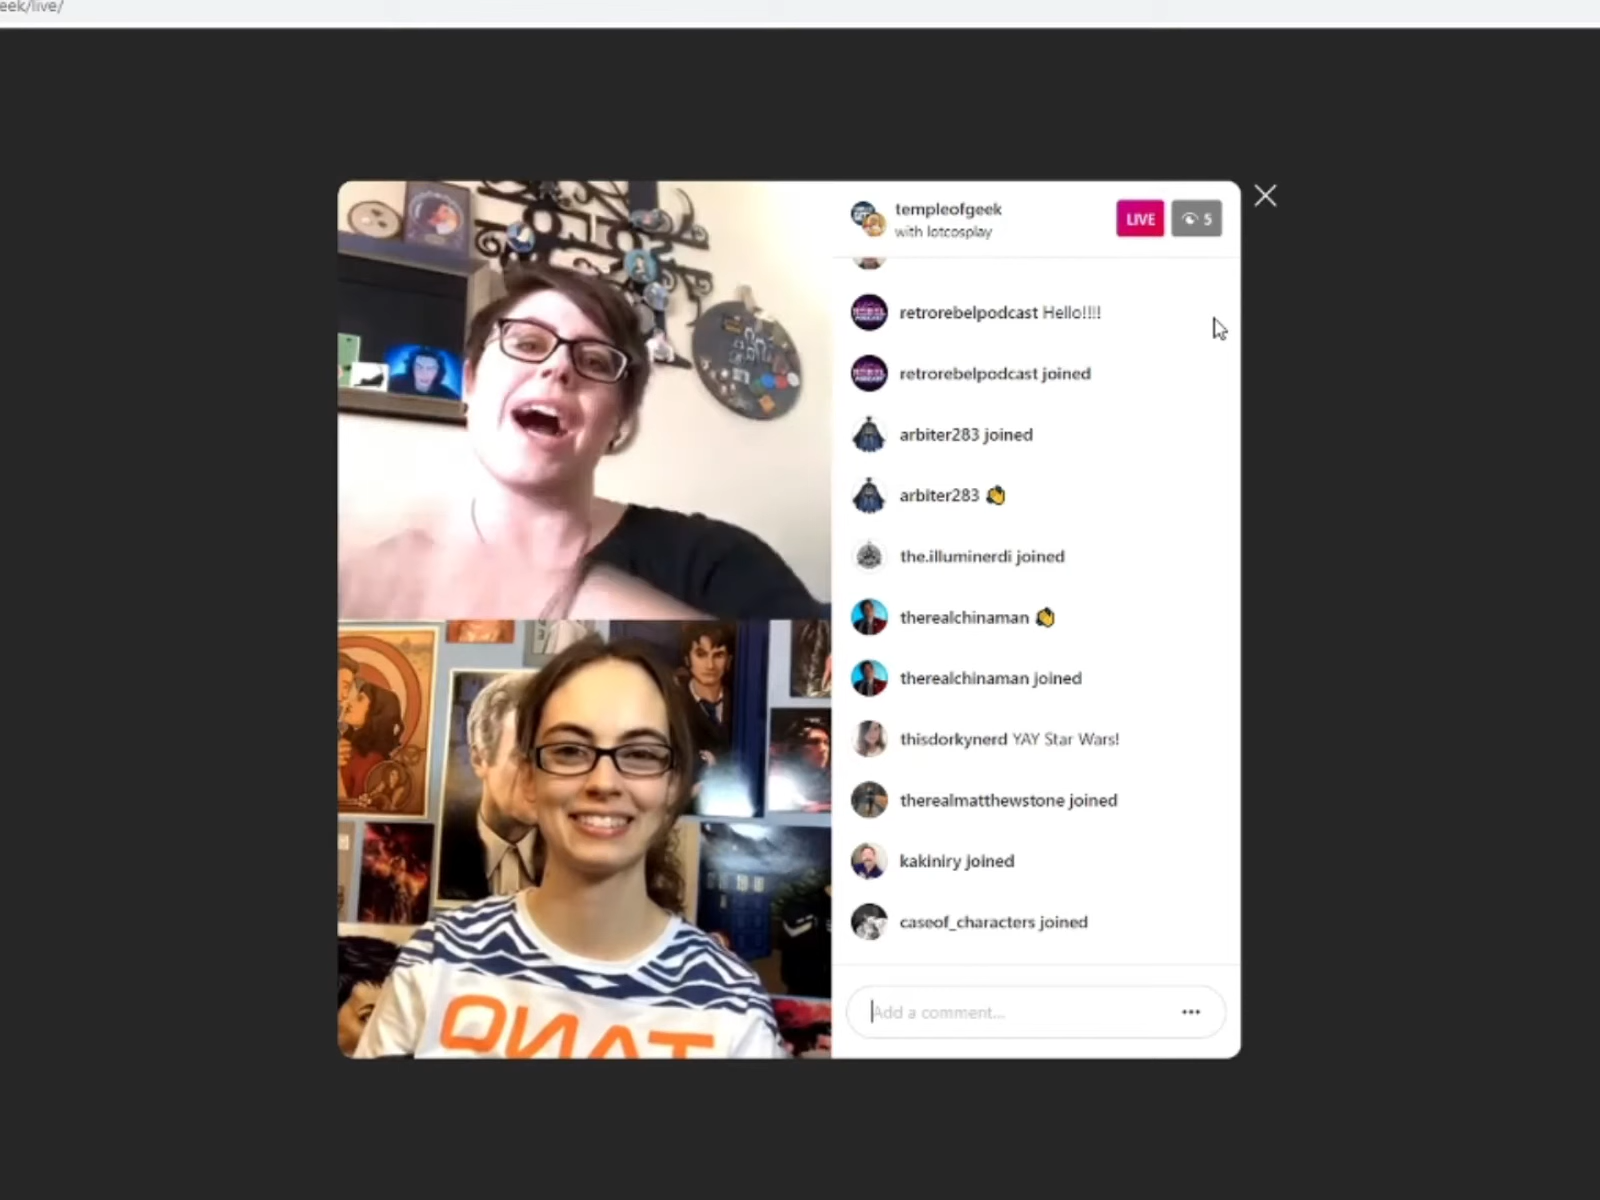 eek/live/
templeofgeek
with lotcosplay
LIVE
5
retrorebelpodcast Hello!!!!
retrorebelpodcast joined
arbiter283 joined
arbiter283 👏
the.illuminerdi joined
therealchinaman 👏
therealchinaman joined
thisdorkynerd YAY Star Wars!
therealmatthewstone joined
kakiniry joined
caseof_characters joined
Add a comment...